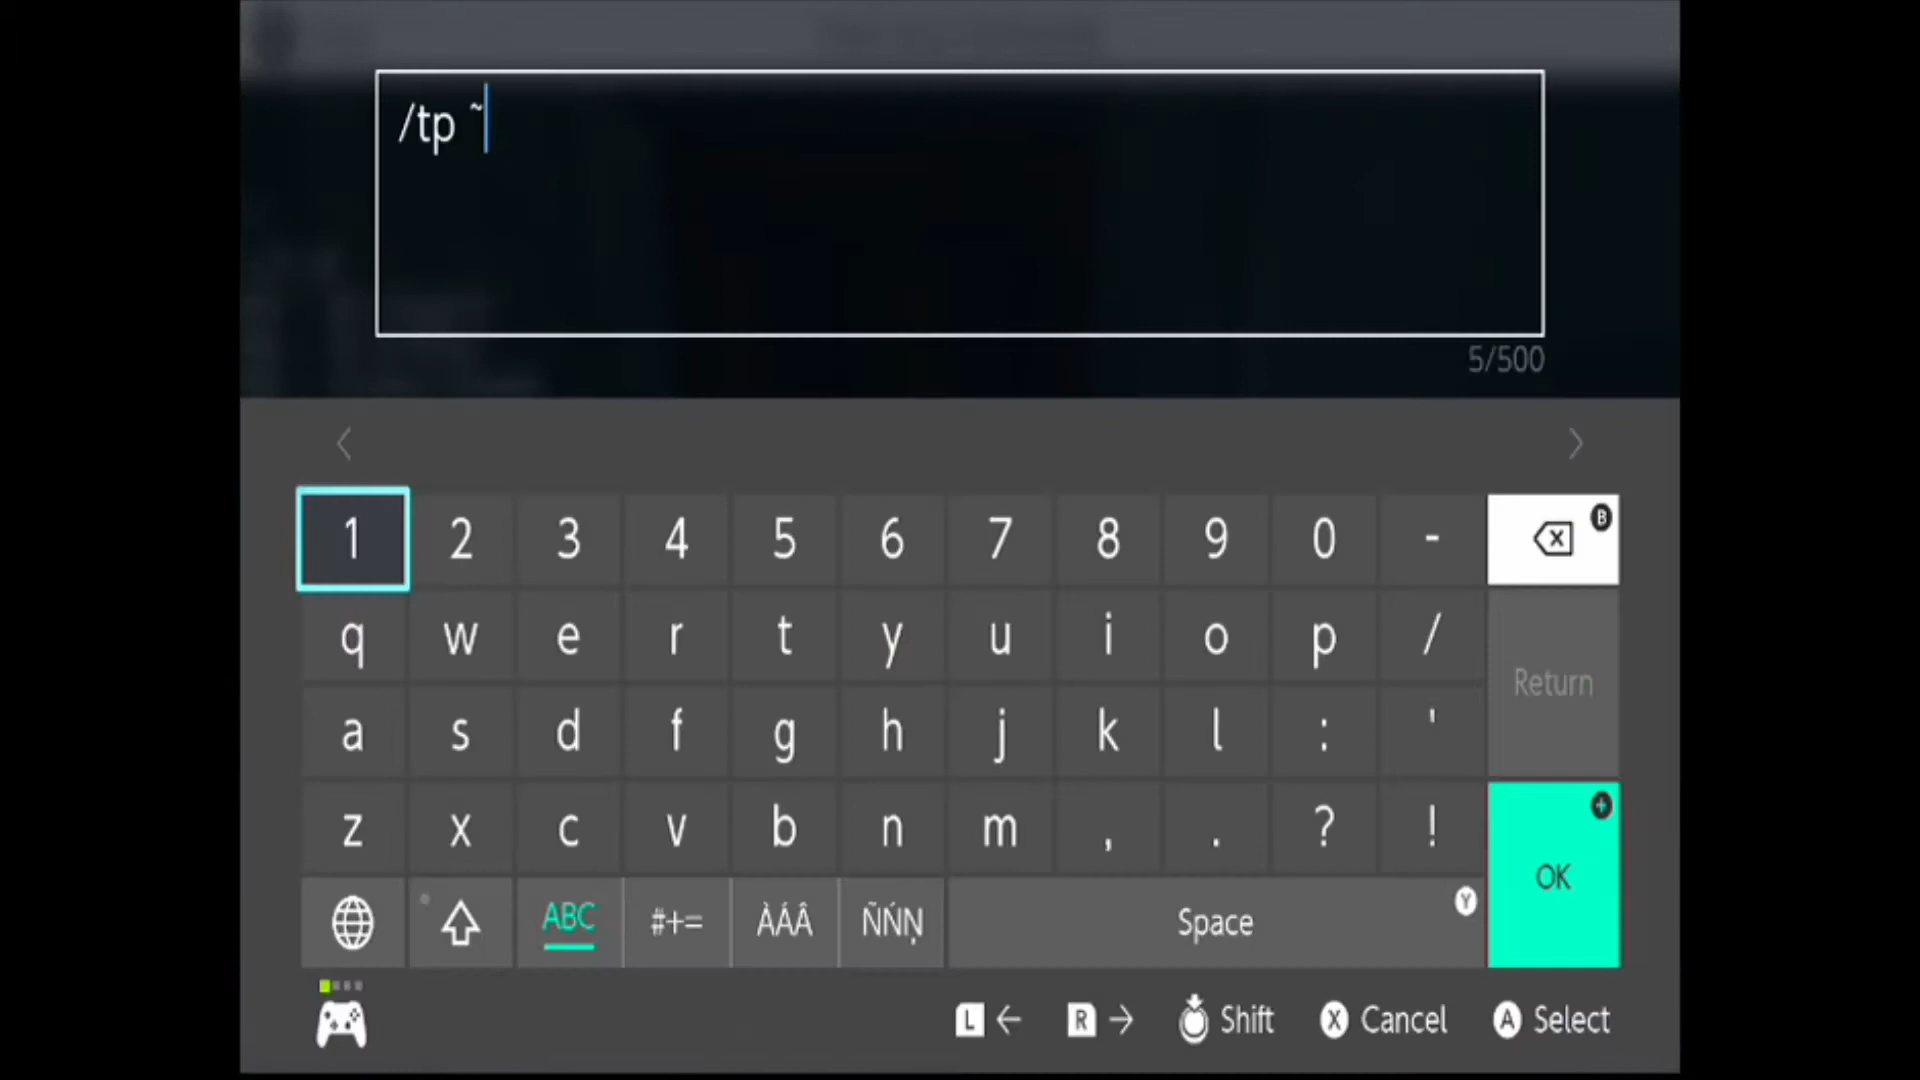 /tp ~
5/500
1 2 3 4 5 6 7 8 9 0 -
B
q w e r t y u i o p /
Return
a s d f g h j k l : '
z x c v b n m , . ? !
OK
ABC #+= ÀÁÂ ÑŃŅ Space Y
L ← R → Shift X Cancel A Select